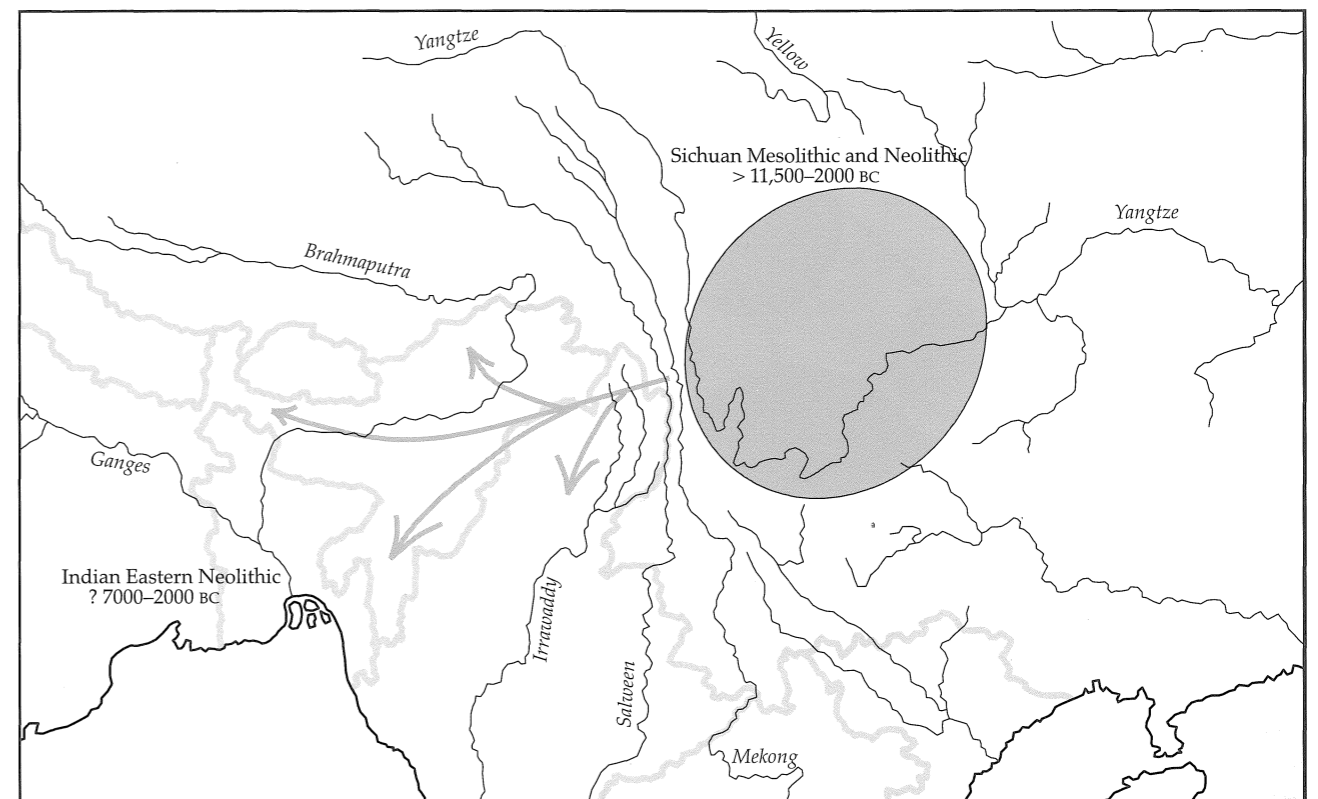 Yangtze
Yellow
Sichuan Mesolithic and Neolithic
> 11,500–2000 BC
Yangtze
Brahmaputra
Ganges
Indian Eastern Neolithic
? 7000–2000 BC
Irrawaddy
Salween
Mekong